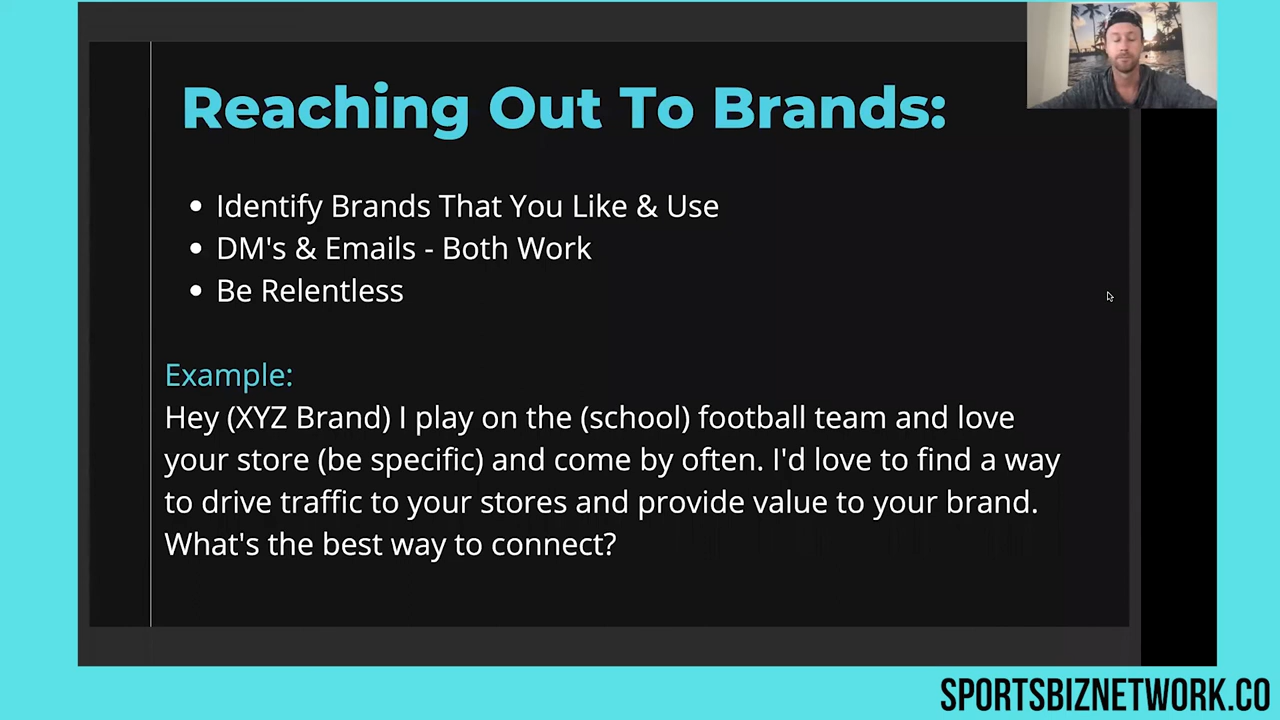 Reaching Out To Brands:
• Identify Brands That You Like & Use
• DM's & Emails - Both Work
• Be Relentless
Example:
Hey (XYZ Brand) I play on the (school) football team and love
your store (be specific) and come by often. I'd love to find a way
to drive traffic to your stores and provide value to your brand.
What's the best way to connect?
SPORTSBIZNETWORK.CO